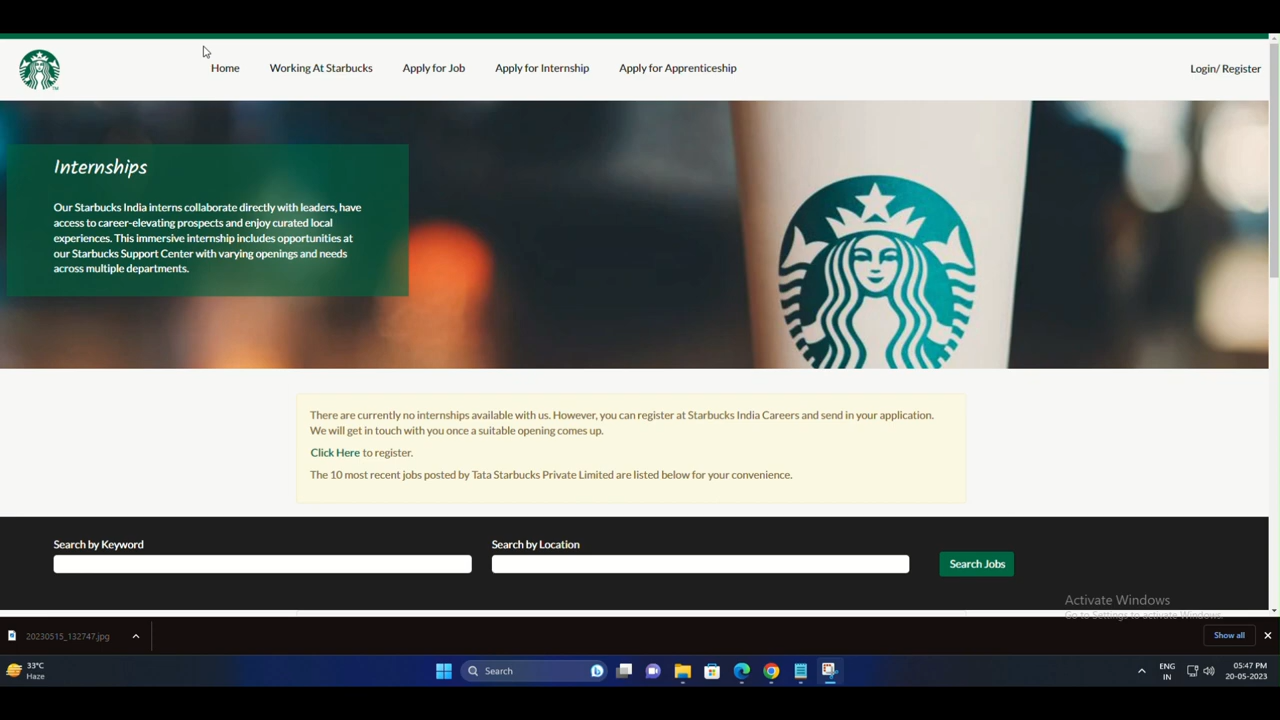 Home Working At Starbucks Apply for Job Apply for Internship Apply for Apprenticeship Login/ Register
Internships
Our Starbucks India interns collaborate directly with leaders, have
access to career-elevating prospects and enjoy curated local
experiences. This immersive internship includes opportunities at
our Starbucks Support Center with varying openings and needs
across multiple departments.
There are currently no internships available with us. However, you can register at Starbucks India Careers and send in your application.
We will get in touch with you once a suitable opening comes up.
Click Here to register.
The 10 most recent jobs posted by Tata Starbucks Private Limited are listed below for your convenience.
Search by Keyword Search by Location
Search Jobs
Activate Windows
Go to Settings to activate Windows.
20230515_132747.jpg Show all
33°C
Haze
Search
ENG
IN
05:47 PM
20-05-2023